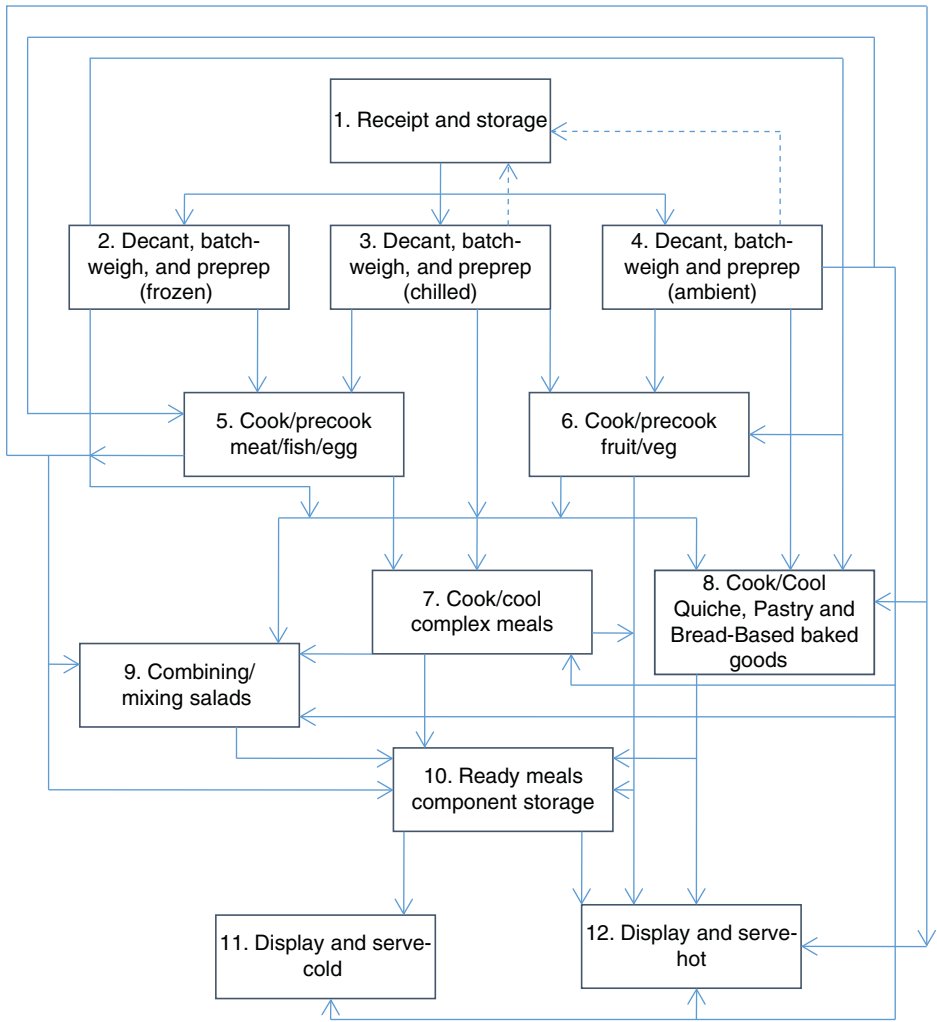 1. Receipt and storage
2. Decant, batch-
weigh, and preprep
(frozen)
3. Decant, batch-
weigh, and preprep
(chilled)
4. Decant, batch-
weigh and preprep
(ambient)
5. Cook/precook
meat/fish/egg
6. Cook/precook
fruit/veg
7. Cook/cool
complex meals
8. Cook/Cool
Quiche, Pastry and
Bread-Based baked
goods
9. Combining/
mixing salads
10. Ready meals
component storage
11. Display and serve-
cold
12. Display and serve-
hot